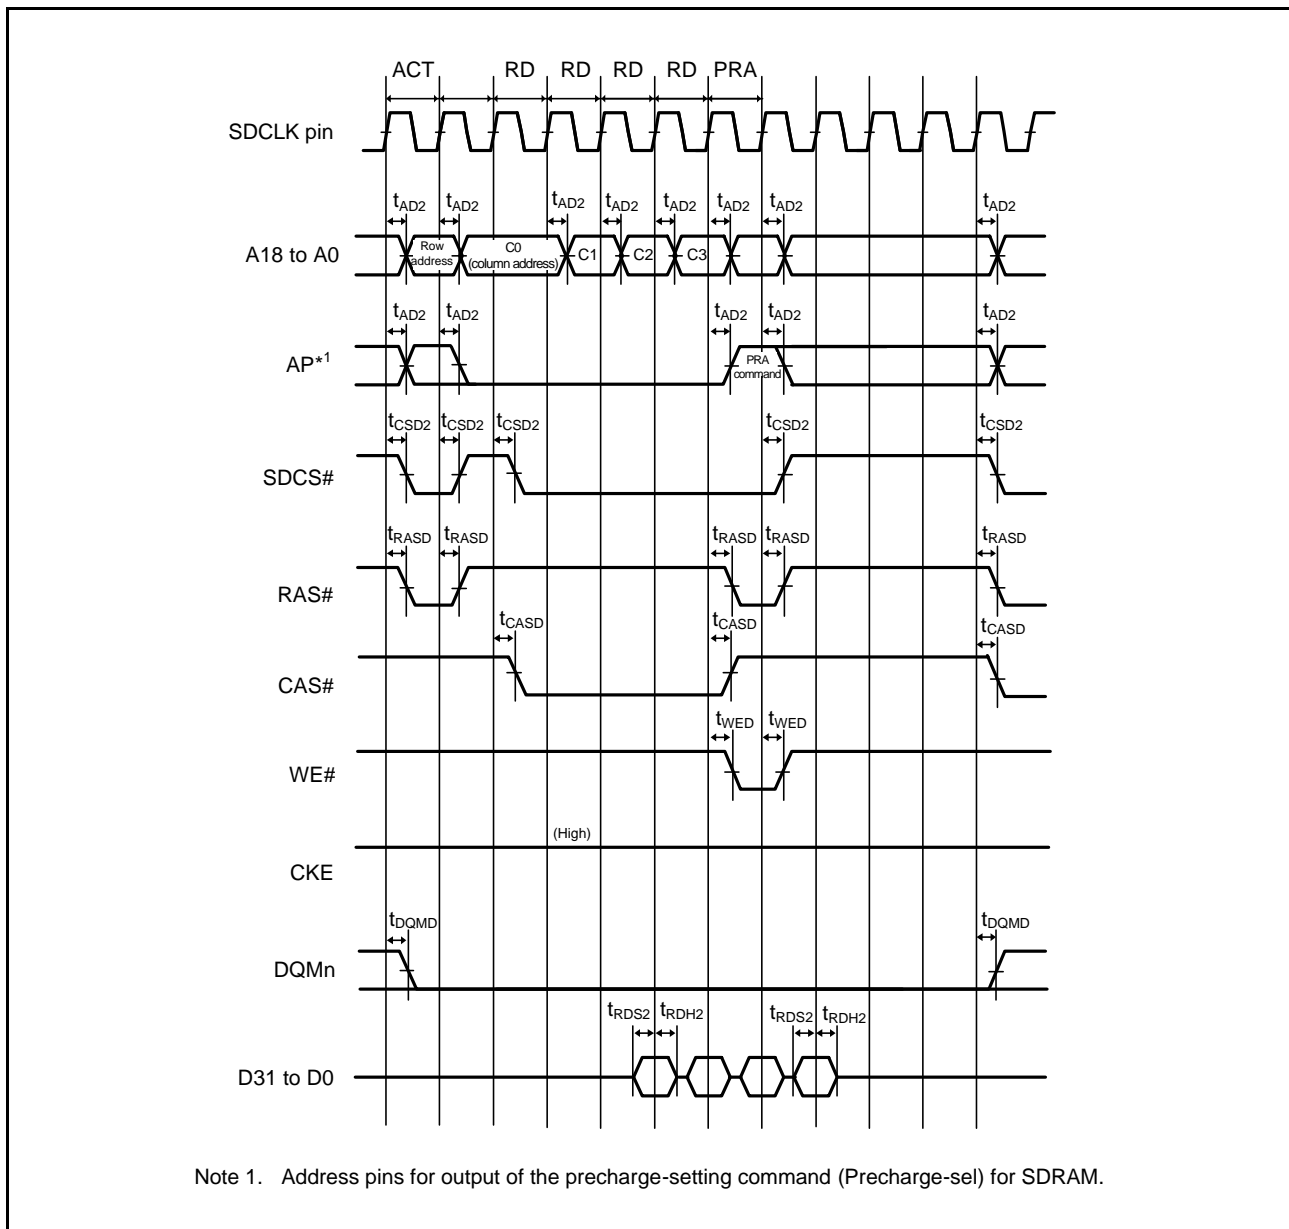 ACT RD RD RD RD PRA
SDCLK pin
tAD2 tAD2 tAD2 tAD2 tAD2 tAD2 tAD2 tAD2
A18 to A0
Row address
C0 (column address)
C1
C2
C3
tAD2 tAD2 tAD2 tAD2 tAD2
AP*1
PRA command
tCSD2 tCSD2 tCSD2 tCSD2 tCSD2
SDCS#
tRASD tRASD tRASD tRASD tRASD
RAS#
tCASD tCASD tCASD
CAS#
tWED tWED
WE#
(High)
CKE
tDQMD tDQMD
DQMn
tRDS2 tRDH2 tRDS2 tRDH2
D31 to D0
Note 1. Address pins for output of the precharge-setting command (Precharge-sel) for SDRAM.